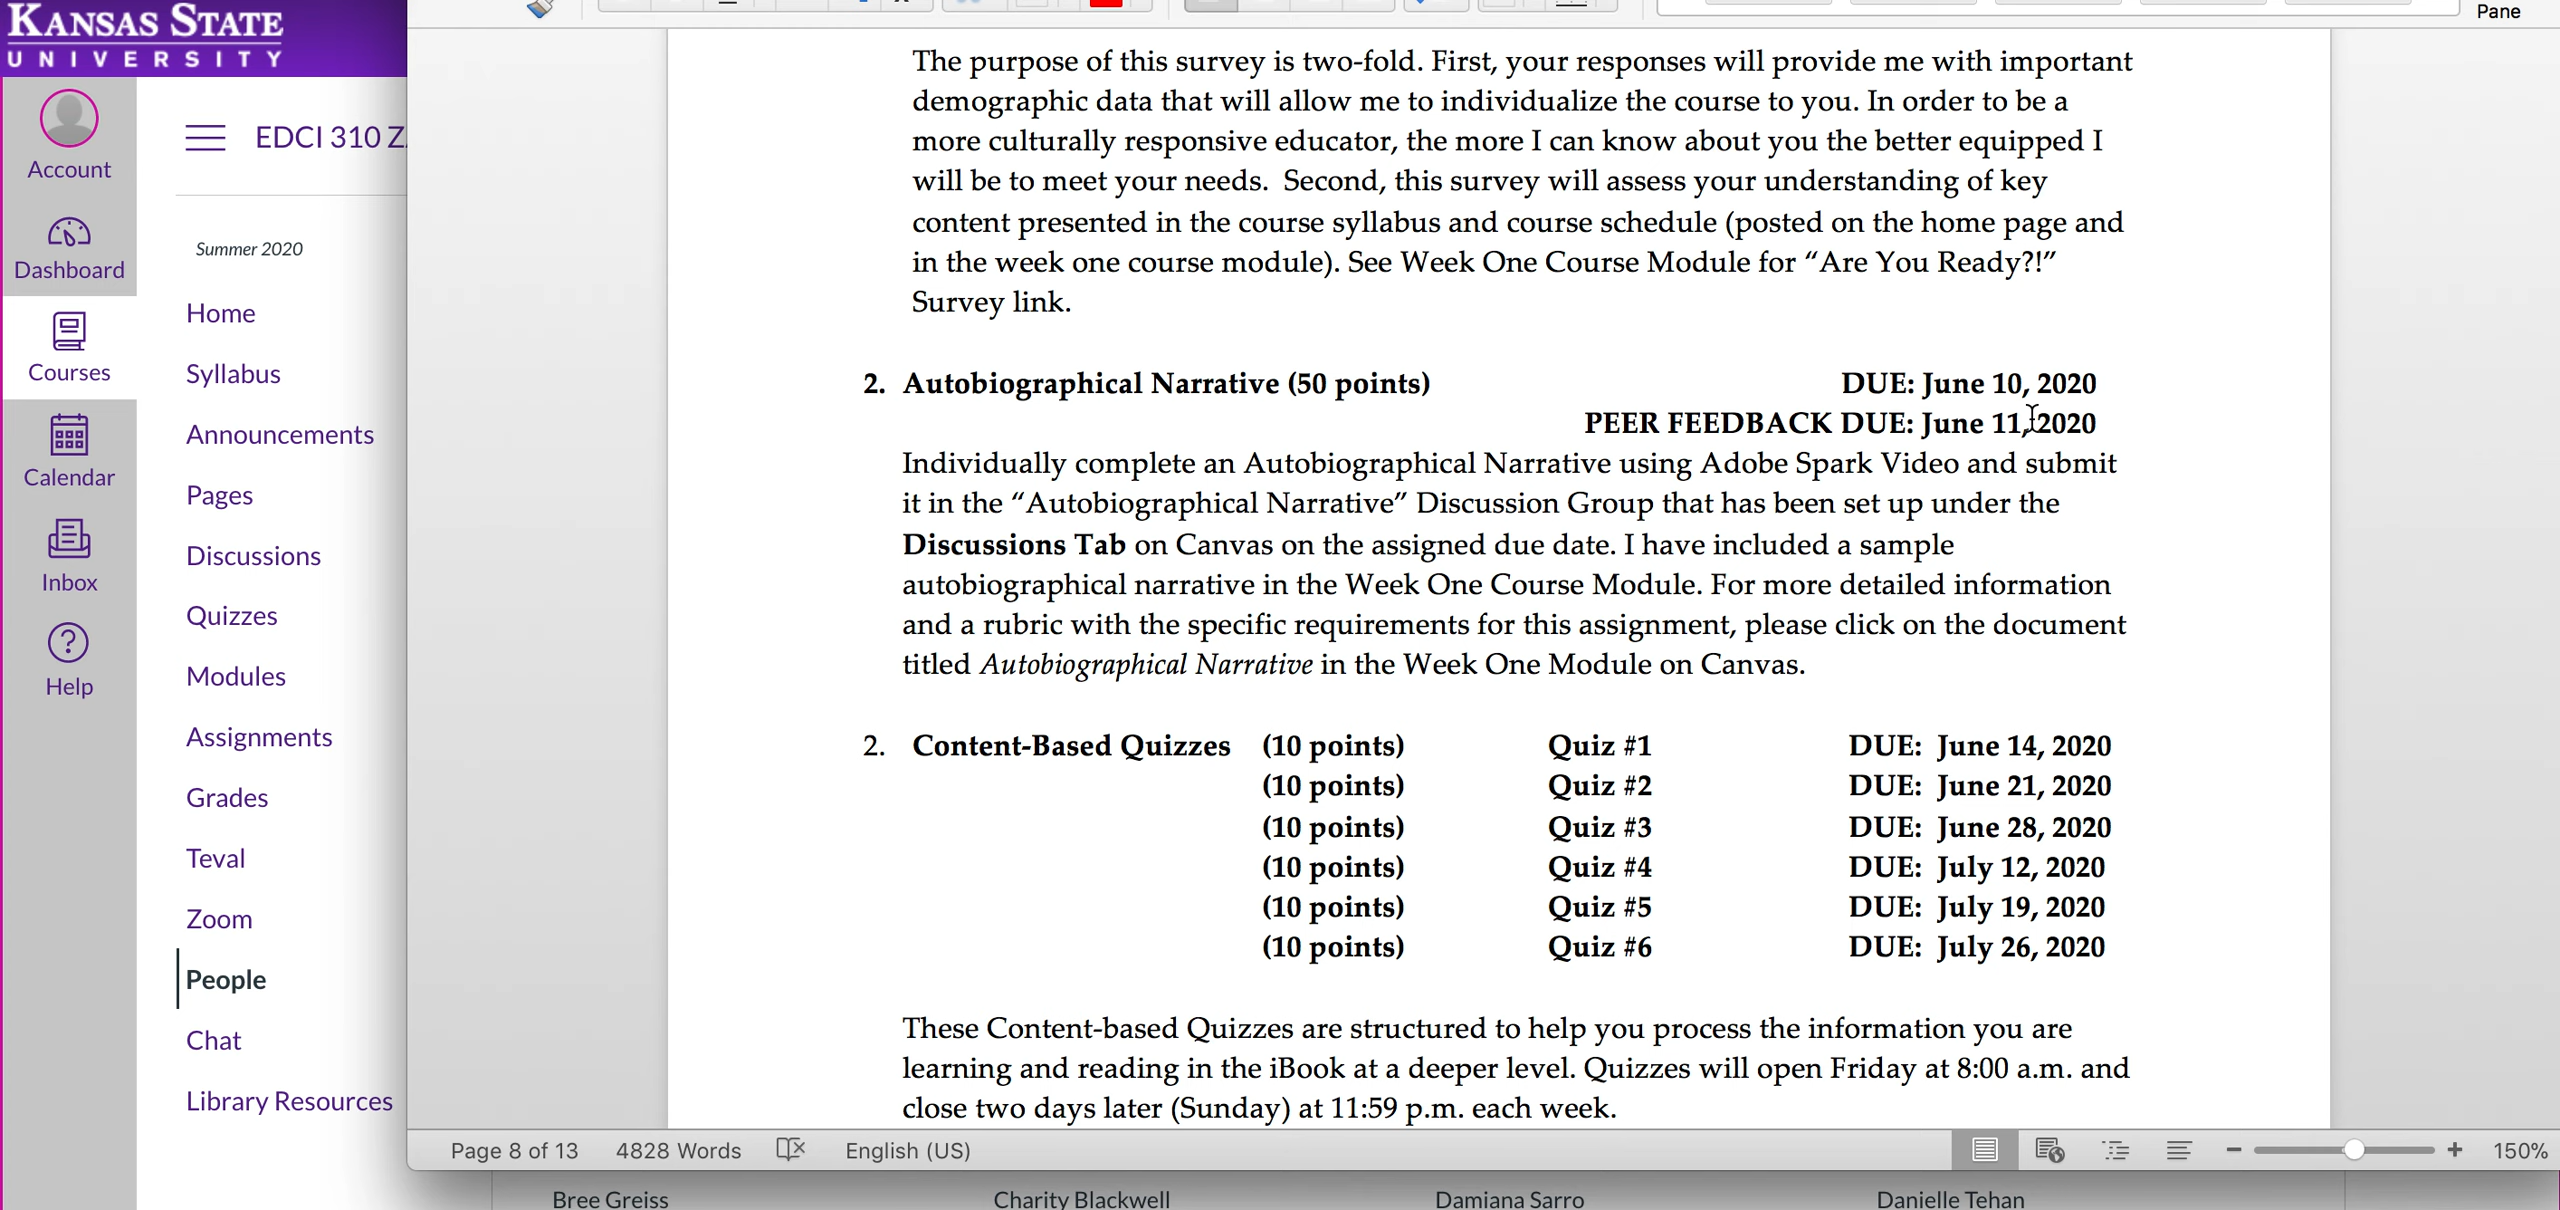 KANSAS STATE
UNIVERSITY
Account
Dashboard
Courses
Calendar
Inbox
Help
EDCI 310 Z
Summer 2020
Home
Syllabus
Announcements
Pages
Discussions
Quizzes
Modules
Assignments
Grades
Teval
Zoom
People
Chat
Library Resources
Pane
The purpose of this survey is two-fold. First, your responses will provide me with important
demographic data that will allow me to individualize the course to you. In order to be a
more culturally responsive educator, the more I can know about you the better equipped I
will be to meet your needs.  Second, this survey will assess your understanding of key
content presented in the course syllabus and course schedule (posted on the home page and
in the week one course module). See Week One Course Module for “Are You Ready?!”
Survey link.
2. Autobiographical Narrative (50 points) DUE: June 10, 2020
PEER FEEDBACK DUE: June 11, 2020
Individually complete an Autobiographical Narrative using Adobe Spark Video and submit
it in the “Autobiographical Narrative” Discussion Group that has been set up under the
Discussions Tab on Canvas on the assigned due date. I have included a sample
autobiographical narrative in the Week One Course Module. For more detailed information
and a rubric with the specific requirements for this assignment, please click on the document
titled Autobiographical Narrative in the Week One Module on Canvas.
2. Content-Based Quizzes (10 points) Quiz #1 DUE: June 14, 2020
(10 points) Quiz #2 DUE: June 21, 2020
(10 points) Quiz #3 DUE: June 28, 2020
(10 points) Quiz #4 DUE: July 12, 2020
(10 points) Quiz #5 DUE: July 19, 2020
(10 points) Quiz #6 DUE: July 26, 2020
These Content-based Quizzes are structured to help you process the information you are
learning and reading in the iBook at a deeper level. Quizzes will open Friday at 8:00 a.m. and
close two days later (Sunday) at 11:59 p.m. each week.
Page 8 of 13 4828 Words English (US) 150%
Bree Greiss Charity Blackwell Damiana Sarro Danielle Tehan